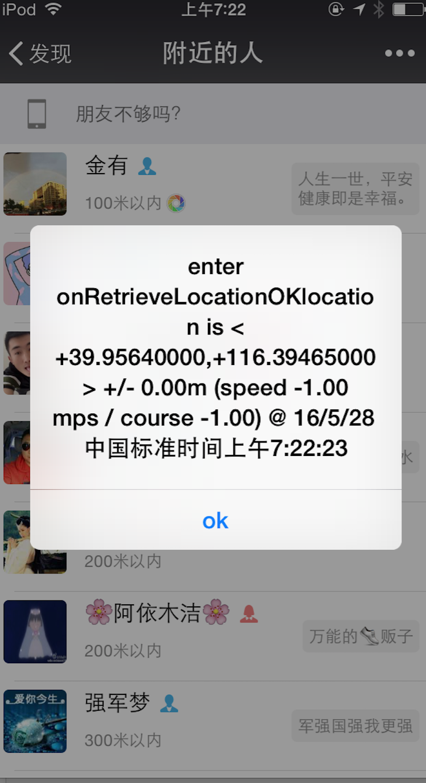 iPod 上午7:22
发现 附近的人
朋友不够吗?
金有
人生一世,平安
健康即是幸福。
100米以内
enter
onRetrieveLocationOKlocatio
n is <
+39.95640000,+116.39465000
> +/- 0.00m (speed -1.00
mps / course -1.00) @ 16/5/28
中国标准时间上午7:22:23
水
ok
200米以内
🌸阿依木洁🌸
万能的 贩子
200米以内
爱你今生
强军梦
军强国强我更强
300米以内